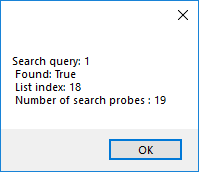 Search query: 1
Found: True
List index: 18
Number of search probes : 19
OK